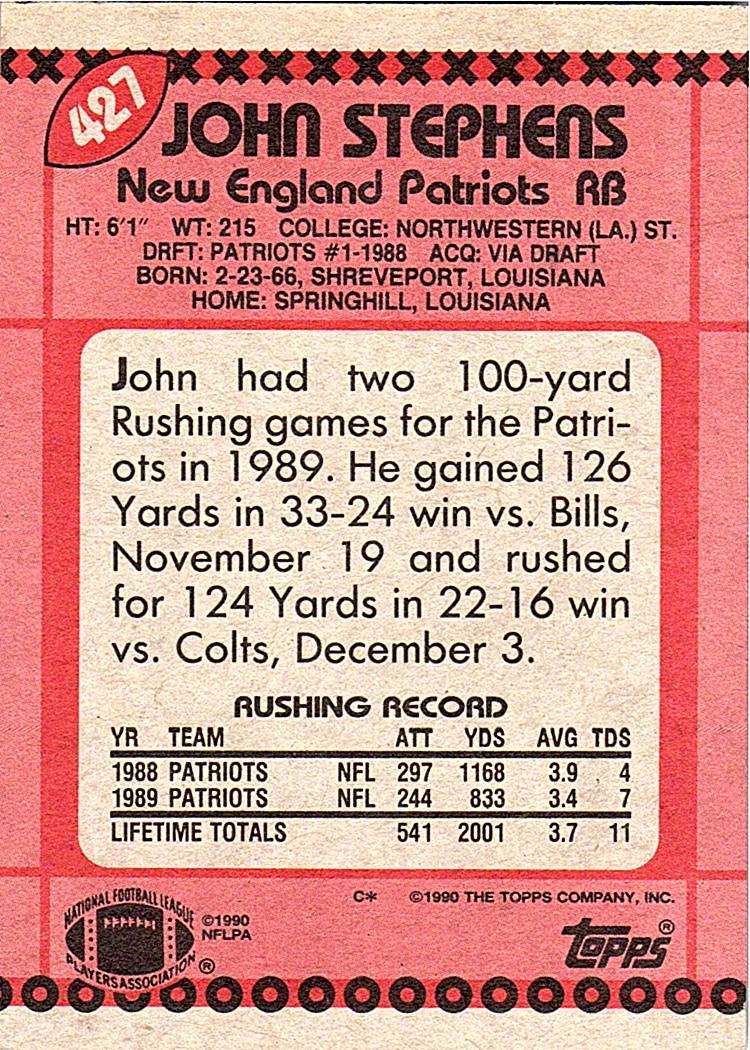 427
JOHN STEPHENS
New England Patriots RB
HT: 6'1" WT: 215 COLLEGE: NORTHWESTERN (LA.) ST.
DRFT: PATRIOTS #1-1988 ACQ: VIA DRAFT
BORN: 2-23-66, SHREVEPORT, LOUISIANA
HOME: SPRINGHILL, LOUISIANA
John had two 100-yard
Rushing games for the Patri-
ots in 1989. He gained 126
Yards in 33-24 win vs. Bills,
November 19 and rushed
for 124 Yards in 22-16 win
vs. Colts, December 3.
RUSHING RECORD
YR TEAM ATT YDS AVG TDS
1988 PATRIOTS NFL 297 1168 3.9 4
1989 PATRIOTS NFL 244 833 3.4 7
LIFETIME TOTALS 541 2001 3.7 11
C* ©1990 THE TOPPS COMPANY, INC.
NATIONAL FOOTBALL LEAGUE
PLAYERS ASSOCIATION ®
©1990
NFLPA
topps ®